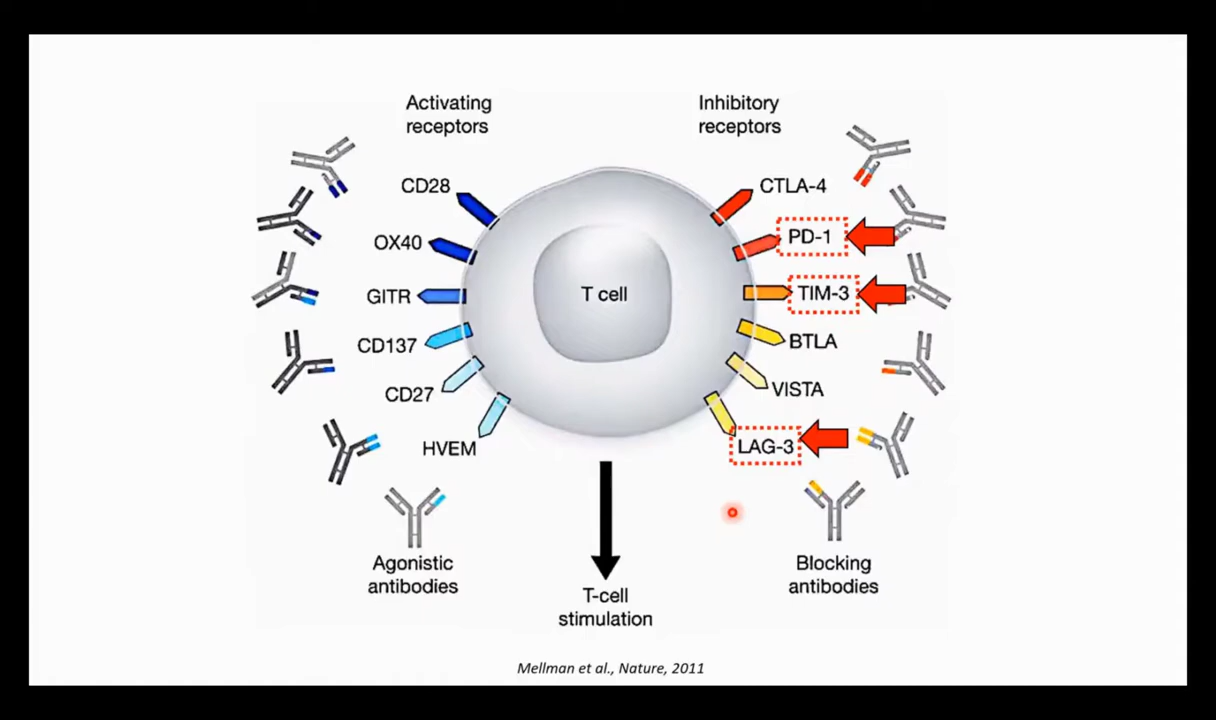 Activating
receptors
Inhibitory
receptors
CD28
OX40
GITR
CD137
CD27
HVEM
T cell
CTLA-4
PD-1
TIM-3
BTLA
VISTA
LAG-3
Agonistic
antibodies
T-cell
stimulation
Blocking
antibodies
Mellman et al., Nature, 2011